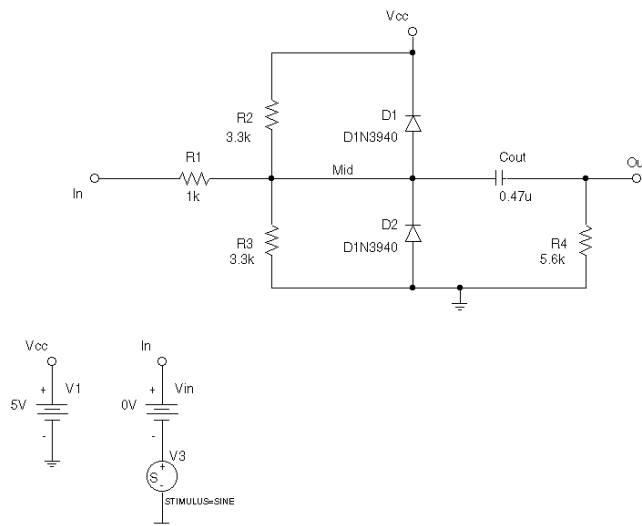 Vcc
R2
3.3k
D1
D1N3940
R1
1k
In
Mid
Cout
0.47u
Ou
R3
3.3k
D2
D1N3940
R4
5.6k
Vcc
In
+ V1
5V
-
+ Vin
0V
-
V3
+
S
-
STIMULUS=SINE